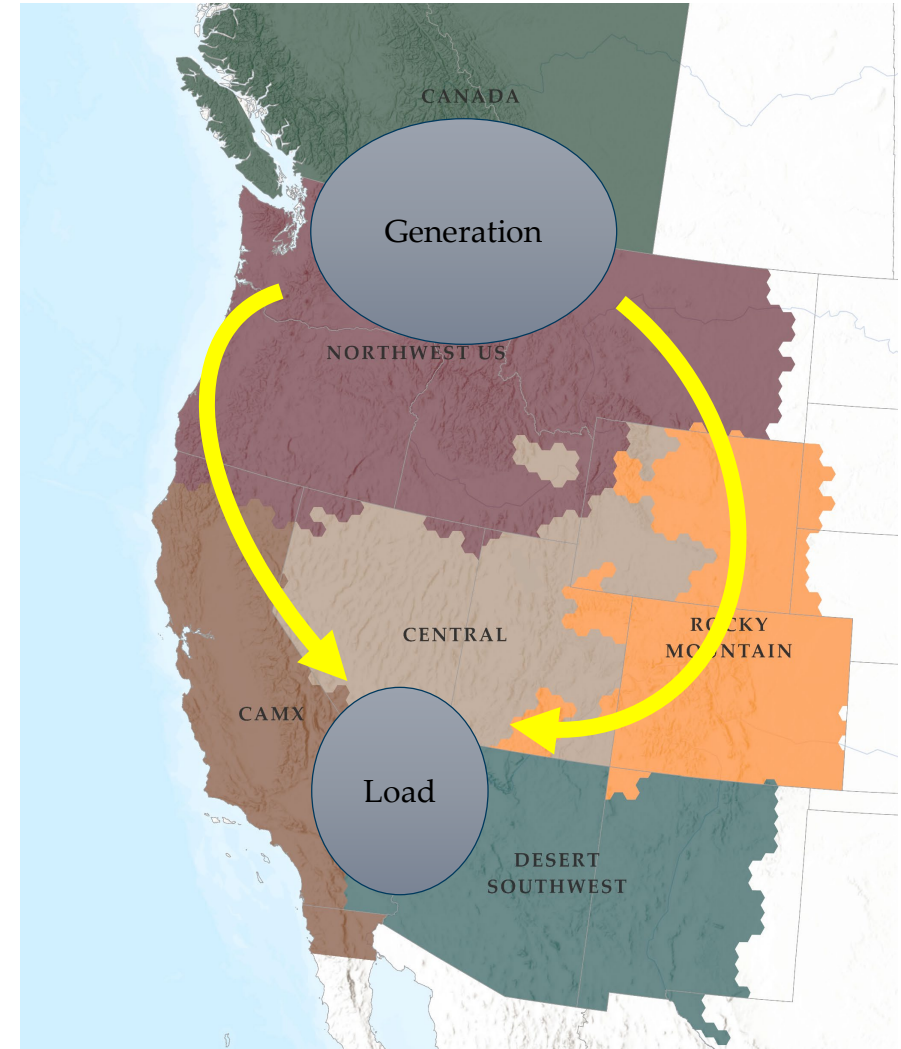 CANADA
Generation
NORTHWEST US
ROCKY
MOUNTAIN
CENTRAL
CAMX
Load
DESERT
SOUTHWEST